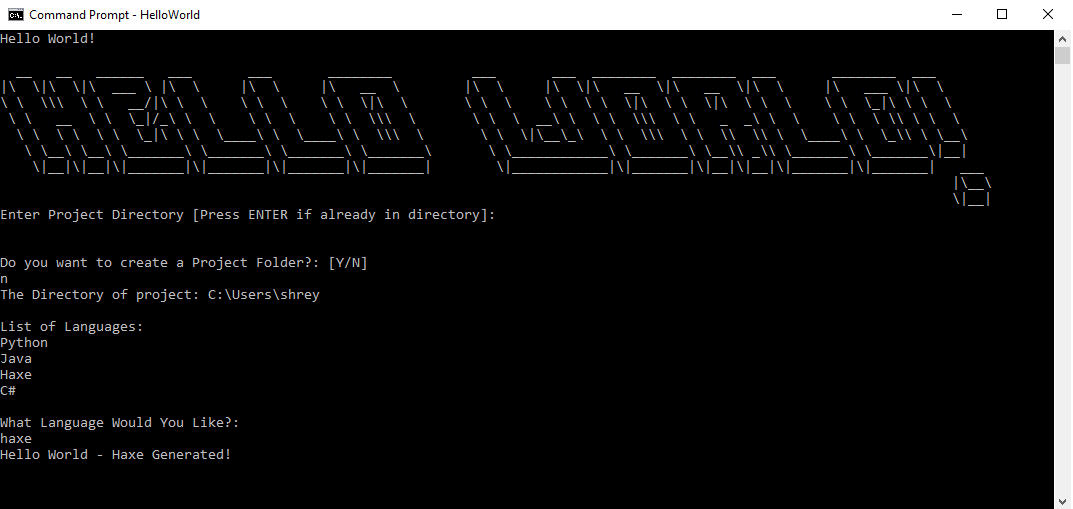 Command Prompt - HelloWorld
Hello World!
HELLO WORLD!
Enter Project Directory [Press ENTER if already in directory]:
Do you want to create a Project Folder?: [Y/N]
n
The Directory of project: C:\Users\shrey
List of Languages:
Python
Java
Haxe
C#
What Language Would You Like?:
haxe
Hello World - Haxe Generated!